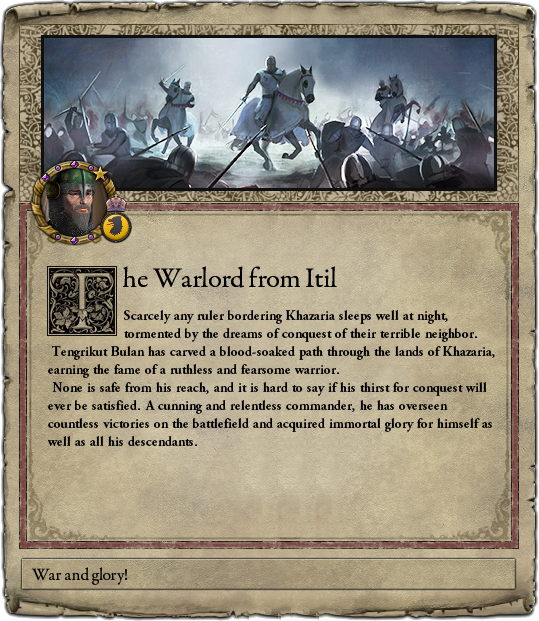 The Warlord from Itil
Scarcely any ruler bordering Khazaria sleeps well at night,
tormented by the dreams of conquest of their terrible neighbor.
Tengrikut Bulan has carved a blood-soaked path through the lands of Khazaria,
earning the fame of a ruthless and fearsome warrior.
None is safe from his reach, and it is hard to say if his thirst for conquest will
ever be satisfied. A cunning and relentless commander, he has overseen
countless victories on the battlefield and acquired immortal glory for himself as
well as all his descendants.
War and glory!